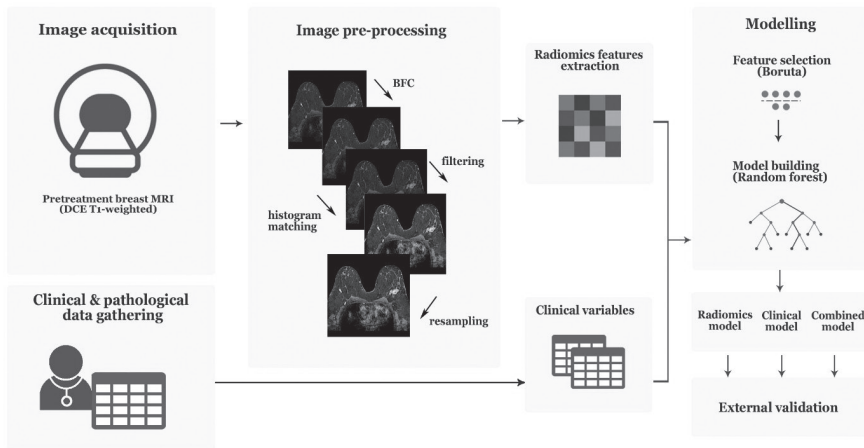 Image acquisition
Pretreatment breast MRI
(DCE T1-weighted)
Clinical & pathological
data gathering
Image pre-processing
BFC
filtering
histogram
matching
resampling
Radiomics features
extraction
Clinical variables
Modelling
Feature selection
(Boruta)
Model building
(Random forest)
Radiomics
model
Clinical
model
Combined
model
External validation